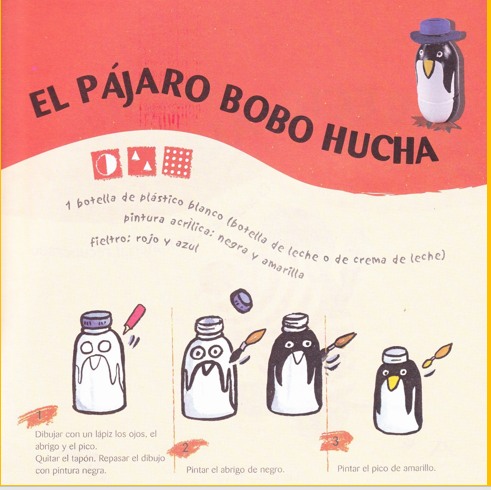 EL PÁJARO BOBO HUCHA
1 botella de plástico blanco (botella de leche o de crema de leche)
pintura acrílica: negra y amarilla
fieltro: rojo y azul
1
Dibujar con un lápiz los ojos, el
abrigo y el pico.
Quitar el tapón. Repasar el dibujo
con pintura negra.
2
Pintar el abrigo de negro.
3
Pintar el pico de amarillo.